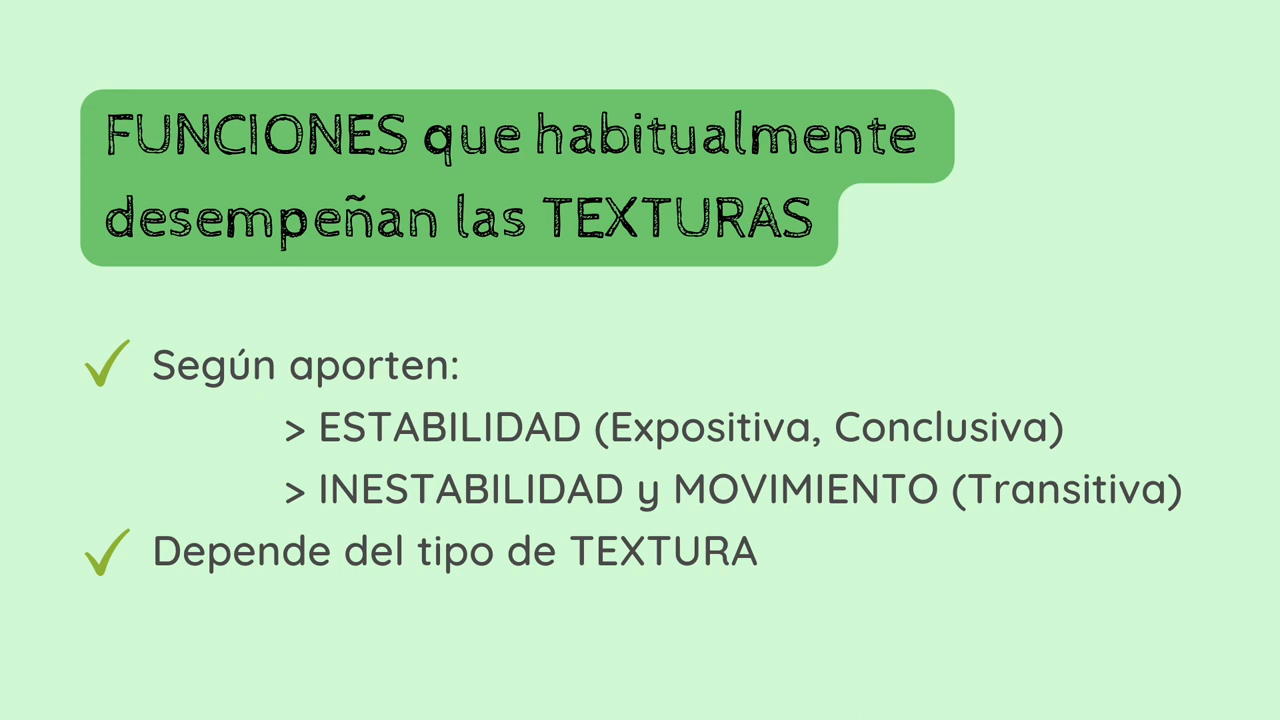 FUNCIONES que habitualmente
desempeñan las TEXTURAS
Según aporten:
> ESTABILIDAD (Expositiva, Conclusiva)
> INESTABILIDAD y MOVIMIENTO (Transitiva)
Depende del tipo de TEXTURA